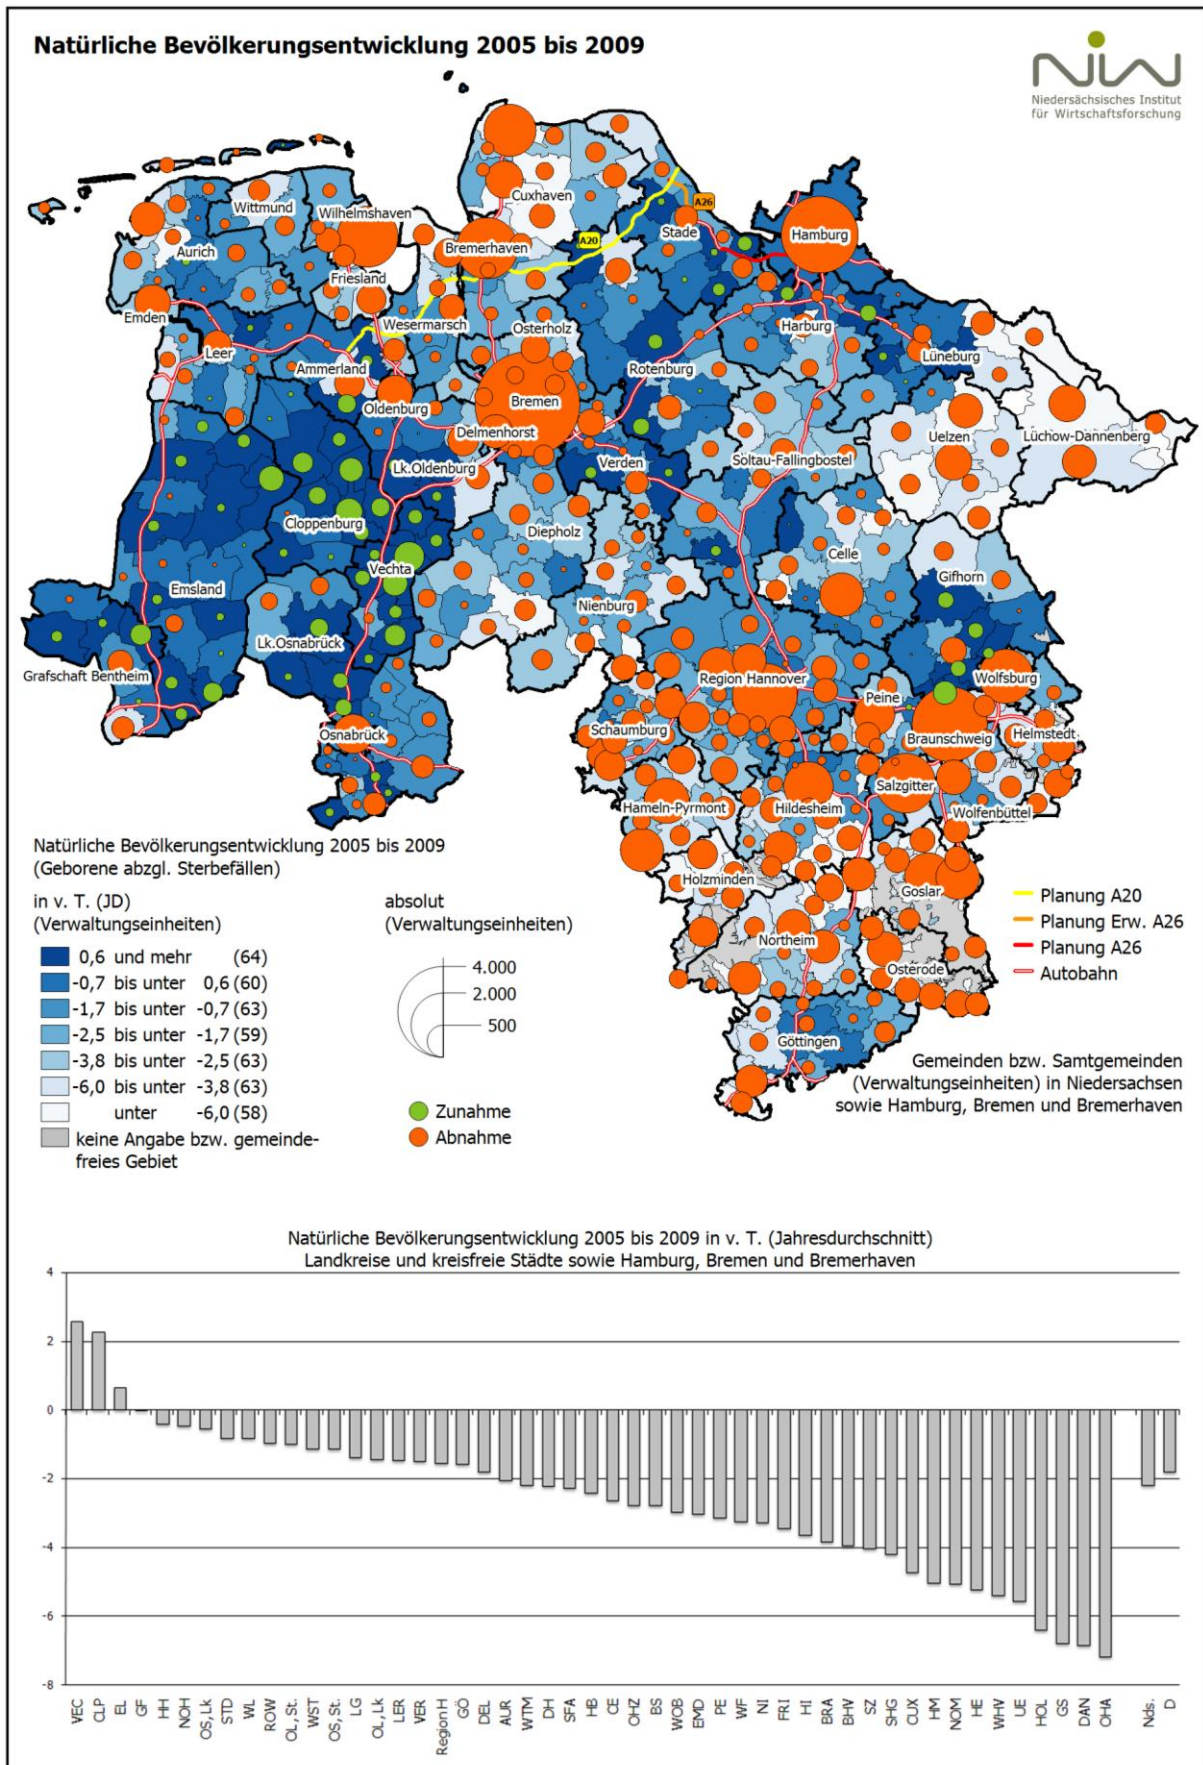 Natürliche Bevölkerungsentwicklung 2005 bis 2009
NIW
Niedersächsisches Institut
für Wirtschaftsforschung
Cuxhaven
Wittmund
Wilhelmshaven
A26
Stade
Hamburg
Aurich
Bremerhaven
A20
Friesland
Emden
Wesermarsch
Osterholz
Harburg
Leer
Ammerland
Rotenburg
Lüneburg
Oldenburg
Bremen
Delmenhorst
Uelzen
Lüchow-Dannenberg
Lk.Oldenburg
Verden
Soltau-Fallingbostel
Cloppenburg
Diepholz
Vechta
Celle
Emsland
Nienburg
Gifhorn
Lk.Osnabrück
Grafschaft Bentheim
Region Hannover
Wolfsburg
Peine
Osnabrück
Schaumburg
Braunschweig
Helmstedt
Salzgitter
Hameln-Pyrmont
Hildesheim
Wolfenbüttel
Holzminden
Goslar
Northeim
Osterode
Göttingen
Natürliche Bevölkerungsentwicklung 2005 bis 2009
(Geborene abzgl. Sterbefällen)
in v. T. (JD)
(Verwaltungseinheiten)
0,6 und mehr (64)
-0,7 bis unter 0,6 (60)
-1,7 bis unter -0,7 (63)
-2,5 bis unter -1,7 (59)
-3,8 bis unter -2,5 (63)
-6,0 bis unter -3,8 (63)
unter -6,0 (58)
keine Angabe bzw. gemeinde-
freies Gebiet
absolut
(Verwaltungseinheiten)
4.000
2.000
500
Zunahme
Abnahme
Planung A20
Planung Erw. A26
Planung A26
Autobahn
Gemeinden bzw. Samtgemeinden
(Verwaltungseinheiten) in Niedersachsen
sowie Hamburg, Bremen und Bremerhaven
Natürliche Bevölkerungsentwicklung 2005 bis 2009 in v. T. (Jahresdurchschnitt)
Landkreise und kreisfreie Städte sowie Hamburg, Bremen und Bremerhaven
4
2
0
-2
-4
-6
-8
VEC
CLP
EL
GF
HH
NOH
OS, Lk
STD
WL
ROW
OL, St.
WST
OS, St.
LG
OL, Lk
LER
VER
Region H
GÖ
DEL
AUR
WTM
DH
SFA
HB
CE
OHZ
BS
WOB
EMD
PE
WF
NI
FRI
HI
BRA
BHV
SZ
SHG
CUX
HM
NOM
HE
WHV
UE
HOL
GS
DAN
OHA
Nds.
D